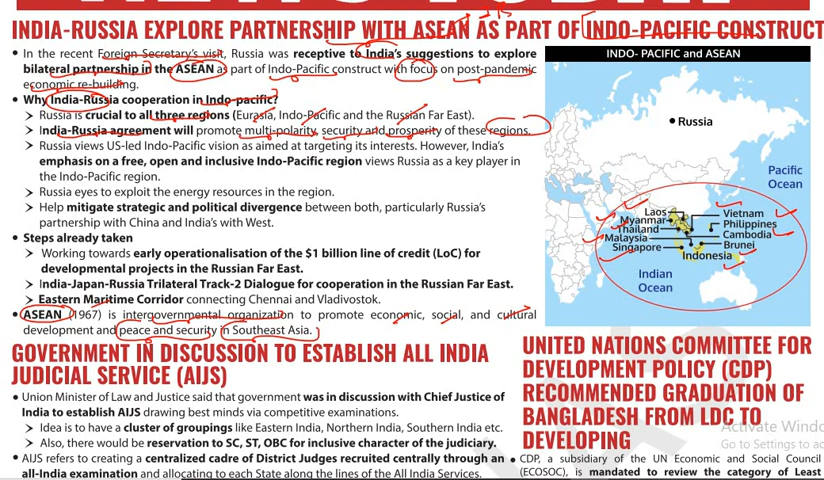 INDIA-RUSSIA EXPLORE PARTNERSHIP WITH ASEAN AS PART OF INDO-PACIFIC CONSTRUCT
• In the recent Foreign Secretary's visit, Russia was receptive to India's suggestions to explore
bilateral partnership in the ASEAN as part of Indo-Pacific construct with focus on post-pandemic
economic re-building.
• Why India-Russia cooperation in Indo-pacific?
➤ Russia is crucial to all three regions (Eurasia, Indo-Pacific and the Russian Far East).
➤ India-Russia agreement will promote multi-polarity, security and prosperity of these regions.
➤ Russia views US-led Indo-Pacific vision as aimed at targeting its interests. However, India's
emphasis on a free, open and inclusive Indo-Pacific region views Russia as a key player in
the Indo-Pacific region.
➤ Russia eyes to exploit the energy resources in the region.
➤ Help mitigate strategic and political divergence between both, particularly Russia's
partnership with China and India's with West.
• Steps already taken
➤ Working towards early operationalisation of the $1 billion line of credit (LoC) for
developmental projects in the Russian Far East.
➤ India-Japan-Russia Trilateral Track-2 Dialogue for cooperation in the Russian Far East.
➤ Eastern Maritime Corridor connecting Chennai and Vladivostok.
• ASEAN (1967) is intergovernmental organization to promote economic, social, and cultural
development and peace and security in Southeast Asia.
INDO- PACIFIC and ASEAN
Russia
Pacific
Ocean
Laos
Myanmar
Thailand
Malaysia
Singapore
Vietnam
Philippines
Cambodia
Brunei
Indonesia
Indian
Ocean
GOVERNMENT IN DISCUSSION TO ESTABLISH ALL INDIA
JUDICIAL SERVICE (AIJS)
• Union Minister of Law and Justice said that government was in discussion with Chief Justice of
India to establish AIJS drawing best minds via competitive examinations.
➤ Idea is to have a cluster of groupings like Eastern India, Northern India, Southern India etc.
➤ Also, there would be reservation to SC, ST, OBC for inclusive character of the judiciary.
• AIJS refers to creating a centralized cadre of District Judges recruited centrally through an
all-India examination and allocating to each State along the lines of the All India Services.
UNITED NATIONS COMMITTEE FOR
DEVELOPMENT POLICY (CDP)
RECOMMENDED GRADUATION OF
BANGLADESH FROM LDC TO
DEVELOPING
• CDP, a subsidiary of the UN Economic and Social Council
(ECOSOC), is mandated to review the category of Least
Activate Windo
Go to Settings to ac